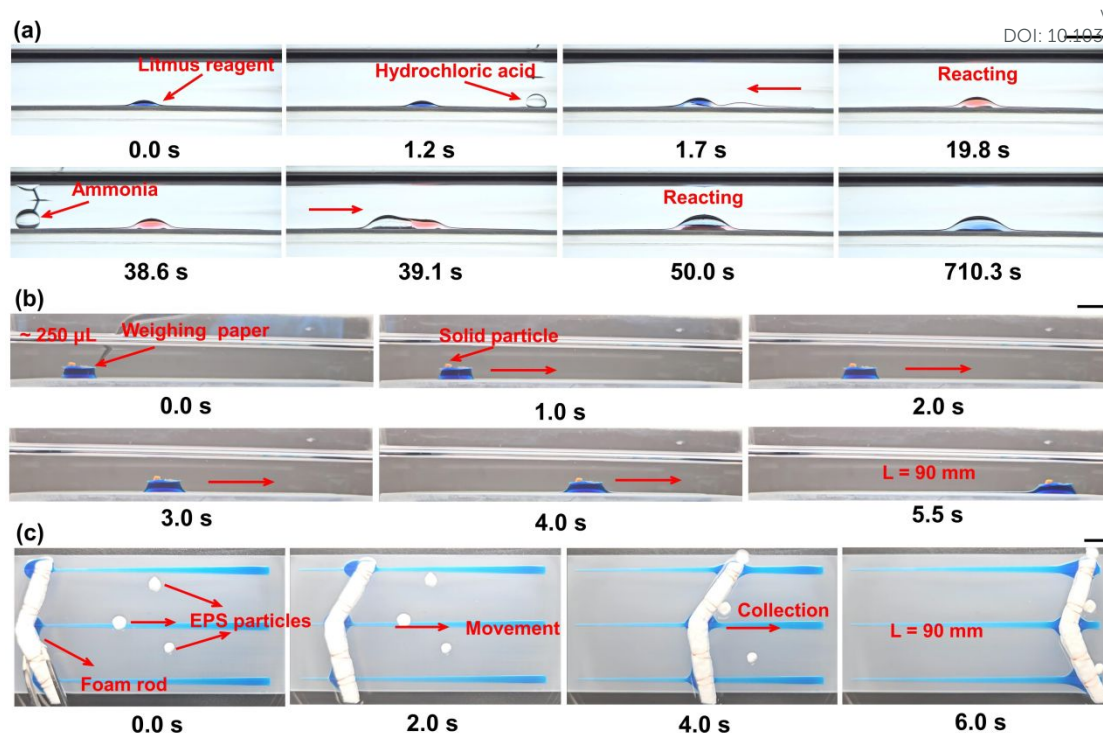 (a)
DOI: 10.103
Litmus reagent
Hydrochloric acid
Reacting
0.0 s
1.2 s
1.7 s
19.8 s
Ammonia
Reacting
38.6 s
39.1 s
50.0 s
710.3 s
(b)
~ 250 μL
Weighing paper
Solid particle
0.0 s
1.0 s
2.0 s
L = 90 mm
3.0 s
4.0 s
5.5 s
(c)
EPS particles
Movement
Collection
L = 90 mm
Foam rod
0.0 s
2.0 s
4.0 s
6.0 s